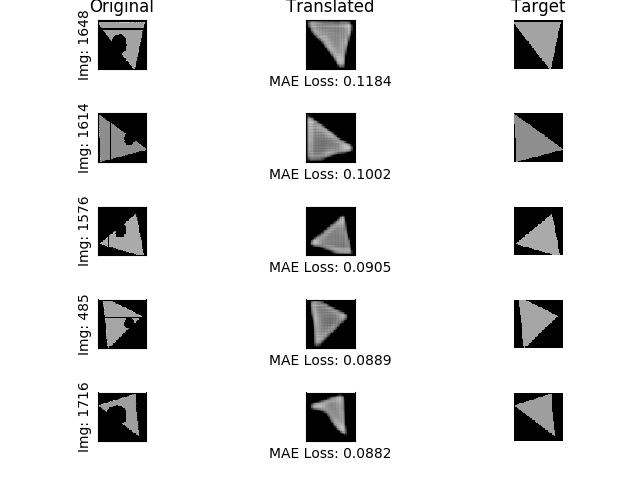 Original Translated Target
Img: 1648
MAE Loss: 0.1184
Img: 1614
MAE Loss: 0.1002
Img: 1576
MAE Loss: 0.0905
Img: 485
MAE Loss: 0.0889
Img: 1716
MAE Loss: 0.0882